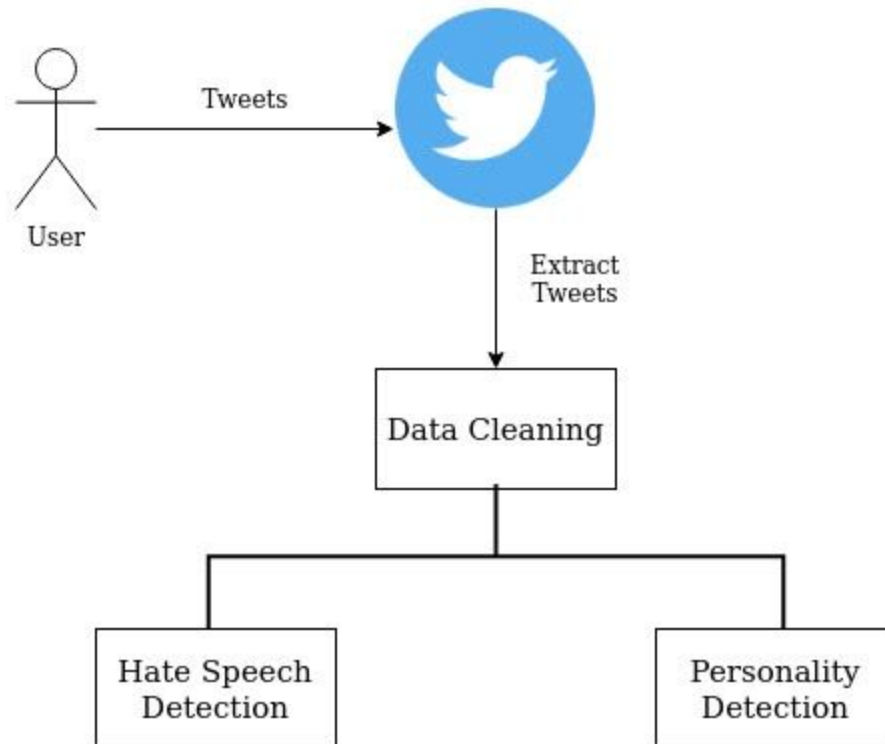 Tweets
User
Extract
Tweets
Data Cleaning
Hate Speech
Detection
Personality
Detection